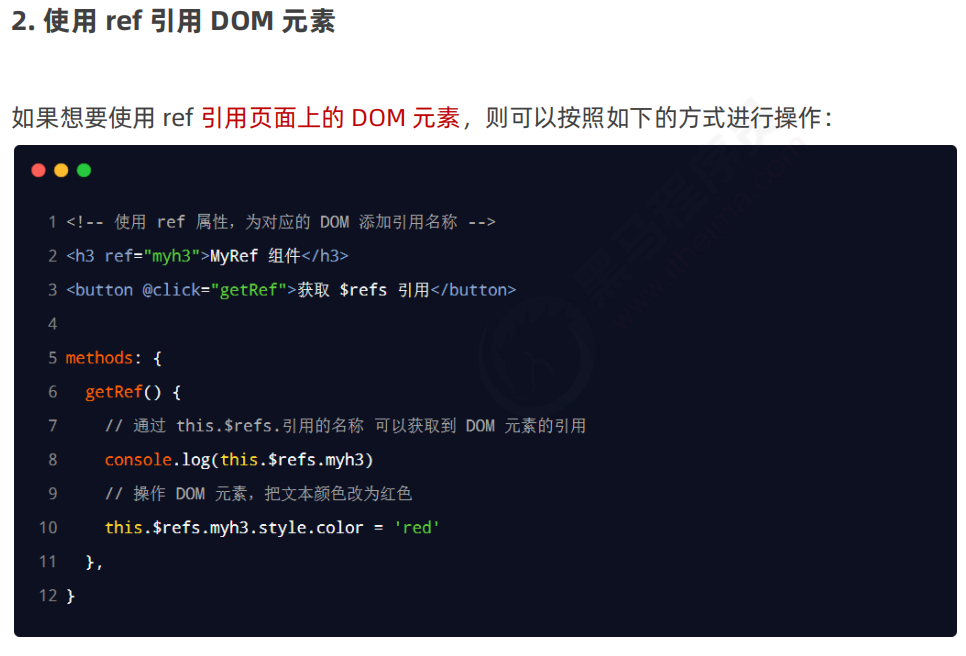 2. 使用 ref 引用 DOM 元素
如果想要使用 ref 引用页面上的 DOM 元素，则可以按照如下的方式进行操作：
1 <!-- 使用 ref 属性，为对应的 DOM 添加引用名称 -->
2 <h3 ref="myh3">MyRef 组件</h3>
3 <button @click="getRef">获取 $refs 引用</button>
4
5 methods: {
6   getRef() {
7     // 通过 this.$refs.引用的名称 可以获取到 DOM 元素的引用
8     console.log(this.$refs.myh3)
9     // 操作 DOM 元素，把文本颜色改为红色
10     this.$refs.myh3.style.color = 'red'
11   },
12 }